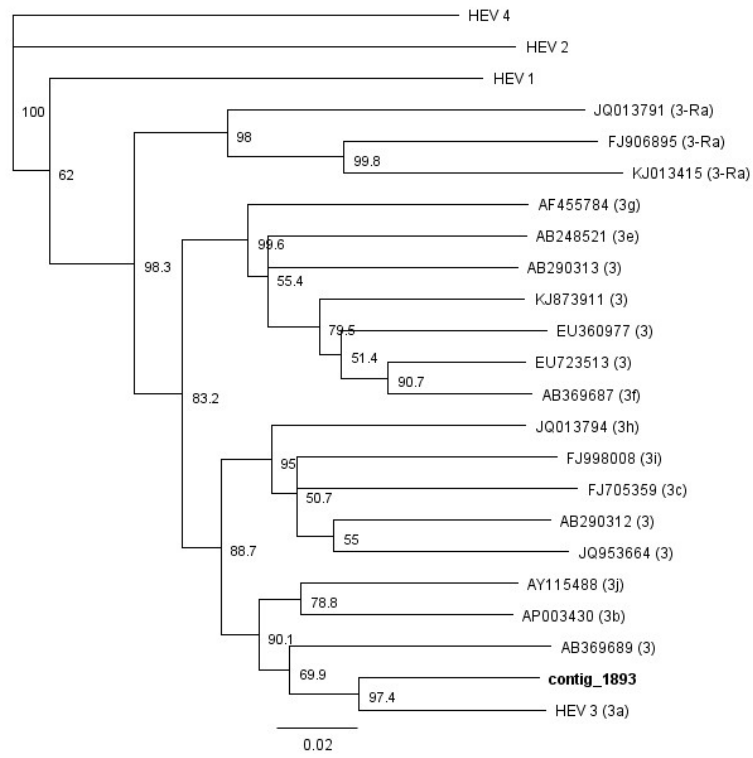 HEV 4
HEV 2
HEV 1
100
JQ013791 (3-Ra)
98
FJ906895 (3-Ra)
99.8
KJ013415 (3-Ra)
62
AF455784 (3g)
AB248521 (3e)
99.6
AB290313 (3)
98.3
55.4
KJ873911 (3)
EU360977 (3)
79.5
51.4
EU723513 (3)
90.7
AB369687 (3f)
83.2
JQ013794 (3h)
FJ998008 (3i)
95
FJ705359 (3c)
50.7
AB290312 (3)
55
88.7
JQ953664 (3)
AY115488 (3j)
78.8
AP003430 (3b)
90.1
AB369689 (3)
69.9
contig_1893
97.4
HEV 3 (3a)
0.02